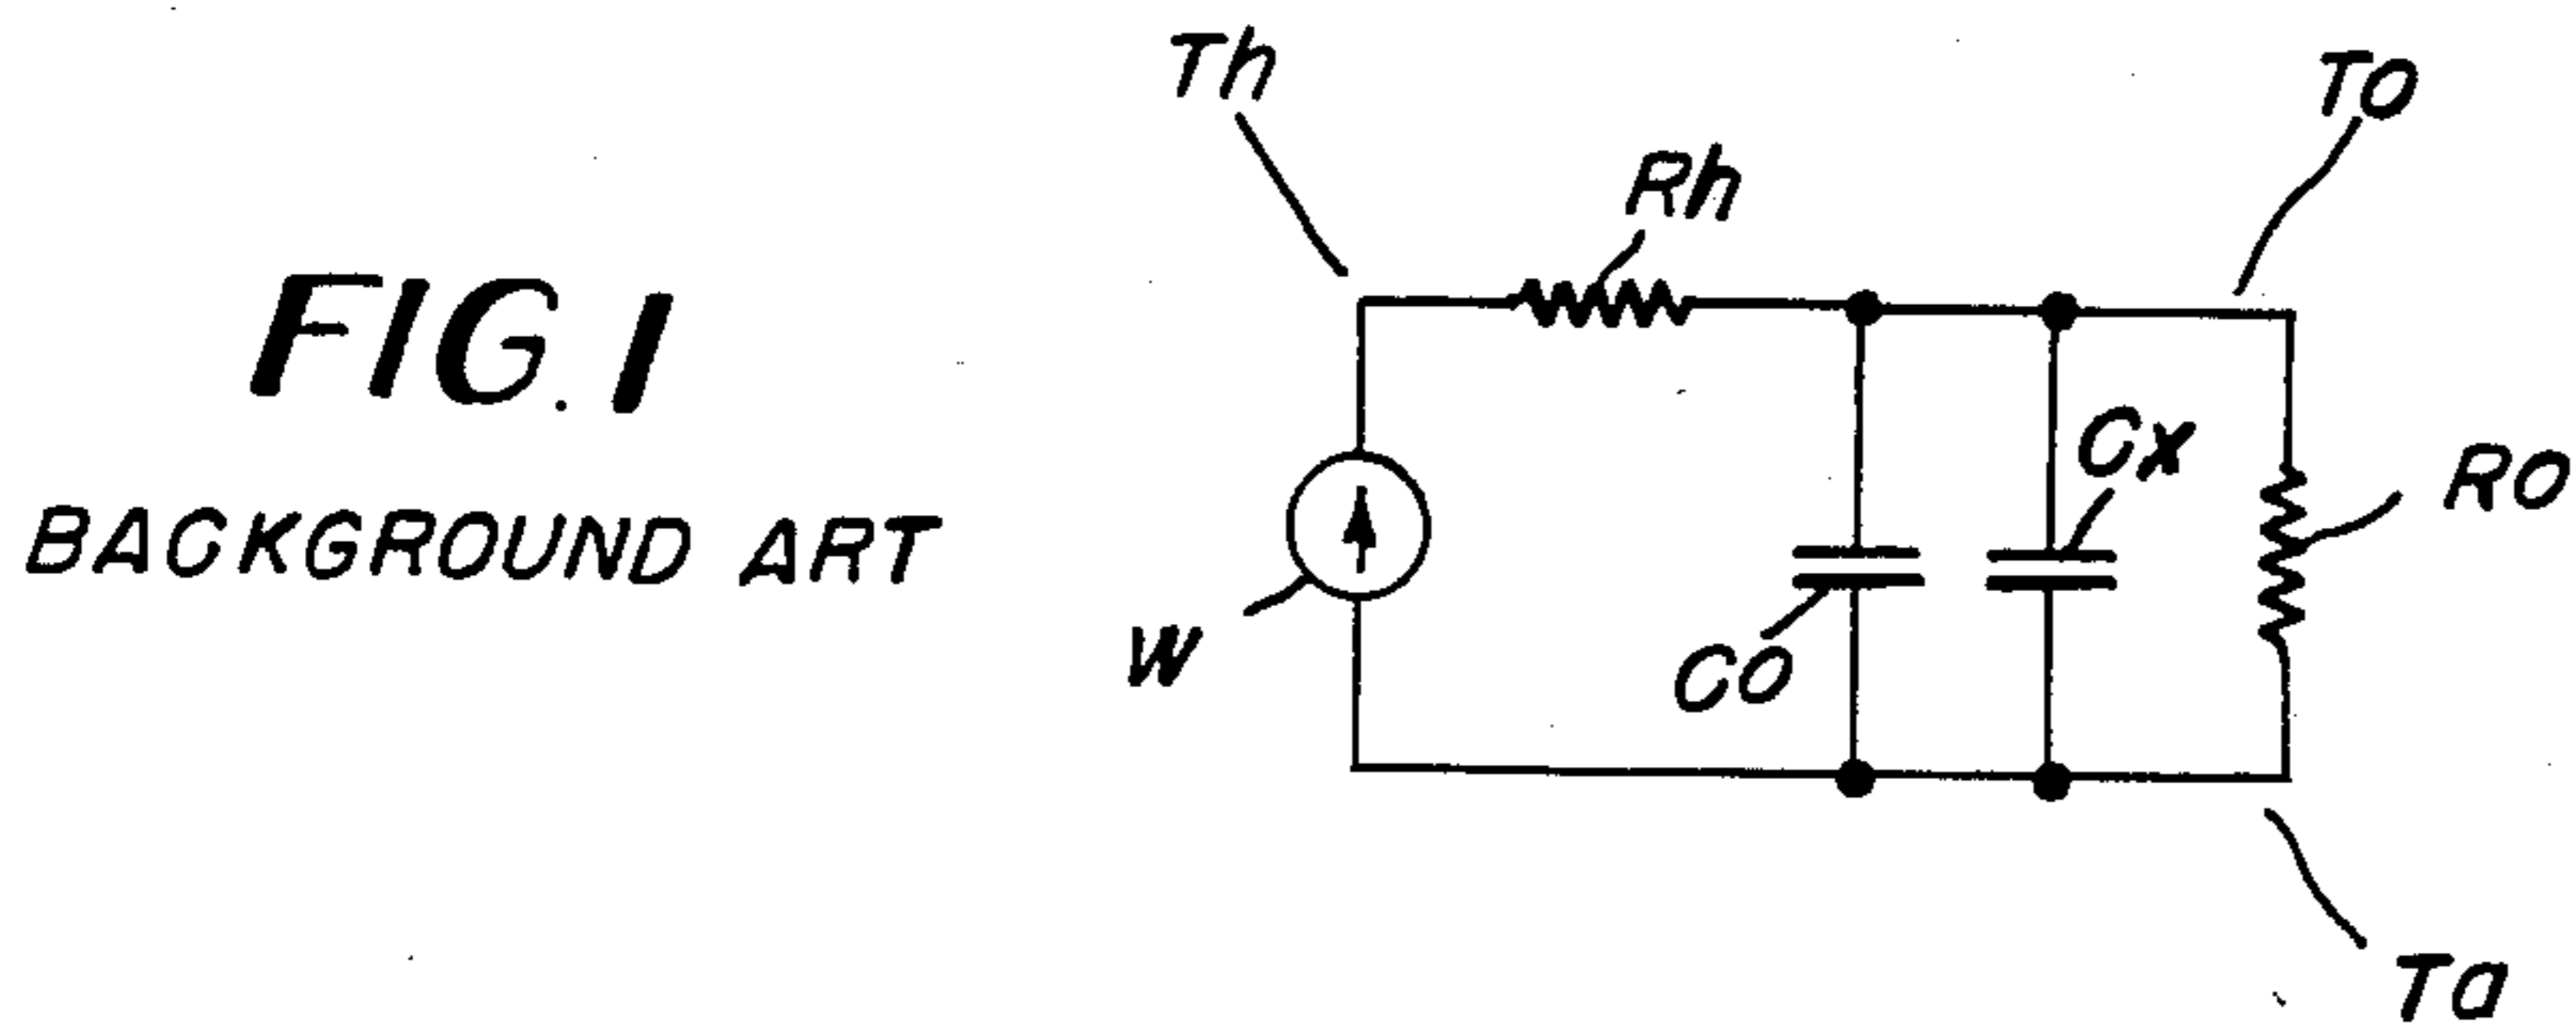 FIG. 1
BACKGROUND ART
Th
Rh
TO
Cx
RO
W
CO
Ta